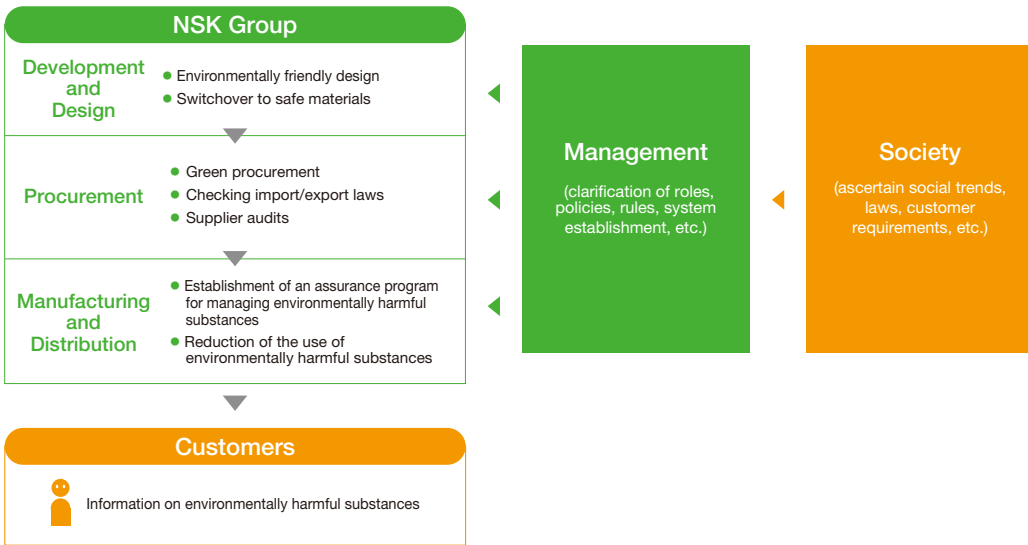 NSK Group
Development
and
Design
● Environmentally friendly design
● Switchover to safe materials
Procurement
● Green procurement
● Checking import/export laws
● Supplier audits
Manufacturing
and
Distribution
● Establishment of an assurance program
for managing environmentally harmful
substances
● Reduction of the use of
environmentally harmful substances
Management
(clarification of roles,
policies, rules, system
establishment, etc.)
Society
(ascertain social trends,
laws, customer
requirements, etc.)
Customers
Information on environmentally harmful substances